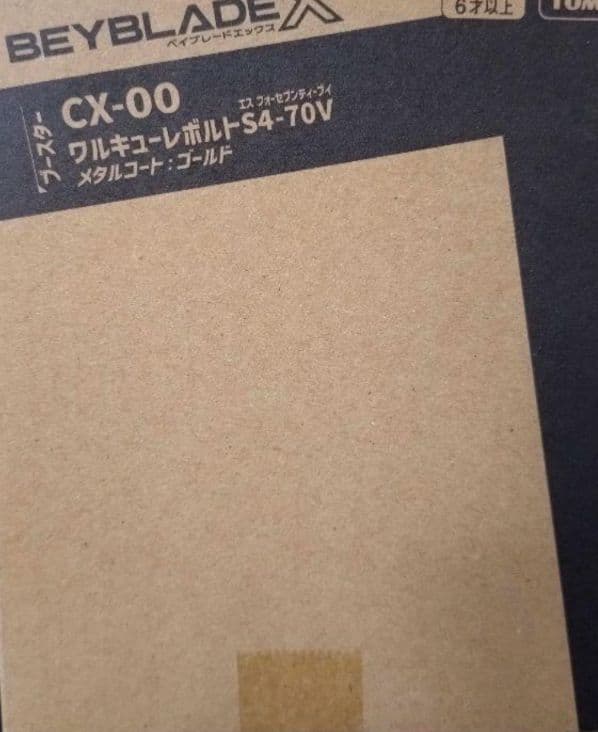 BEYBLADE X
ベイブレードエックス
6才以上
ブースター
CX-00
エス フォーセブンティーブイ
ワルキューレボルトS4-70V
メタルコート：ゴールド